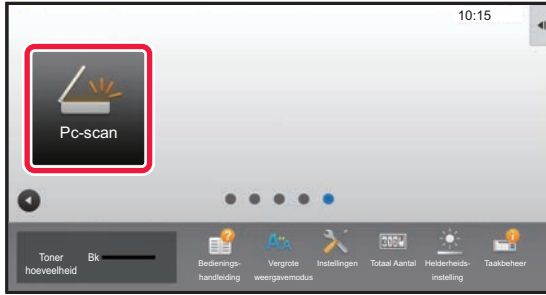 10:15
Pc-scan
Toner
hoeveelheid
Bk
Bedienings-
handleiding
Vergrote
weergavemodus
Instellingen
Totaal Aantal
Helderheids-
instelling
Taakbeheer